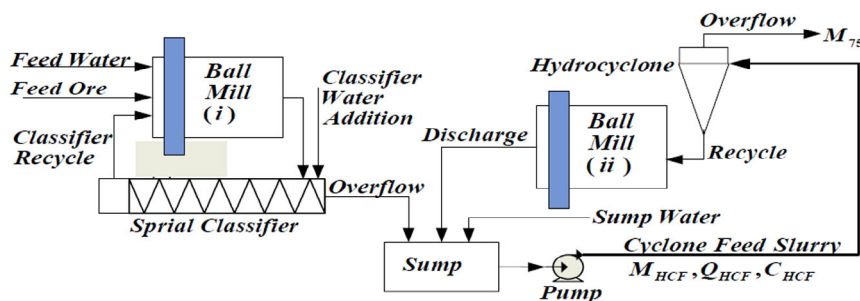 Feed Water
Feed Ore
Classifier
Recycle
Ball
Mill
(i)
Classifier
Water
Addition
Overflow
Sprial Classifier
Overflow
M75
Hydrocyclone
Discharge
Ball
Mill
(ii)
Recycle
Sump Water
Sump
Pump
Cyclone Feed Slurry
MHCF,QHCF,CHCF